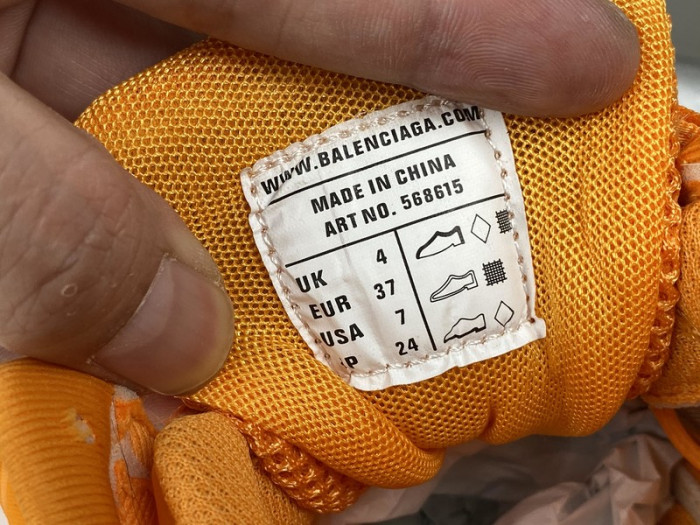 WWW.BALENCIAGA.COM
MADE IN CHINA
ART NO. 568615
UK 4
EUR 37
USA 7
P 24